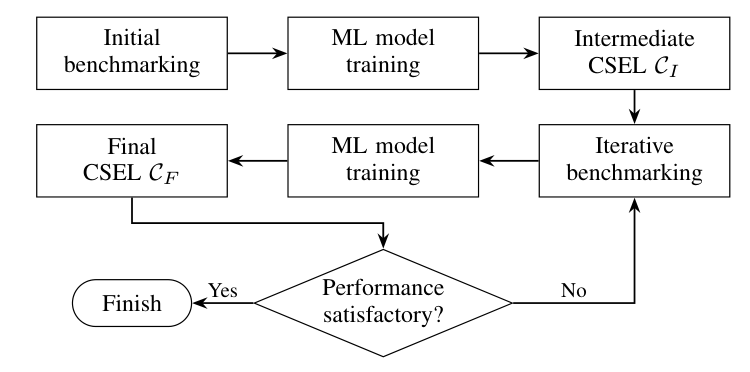 Initial
benchmarking
ML model
training
Intermediate
CSEL 𝒞_I
Final
CSEL 𝒞_F
ML model
training
Iterative
benchmarking
Finish
Yes
Performance
satisfactory?
No